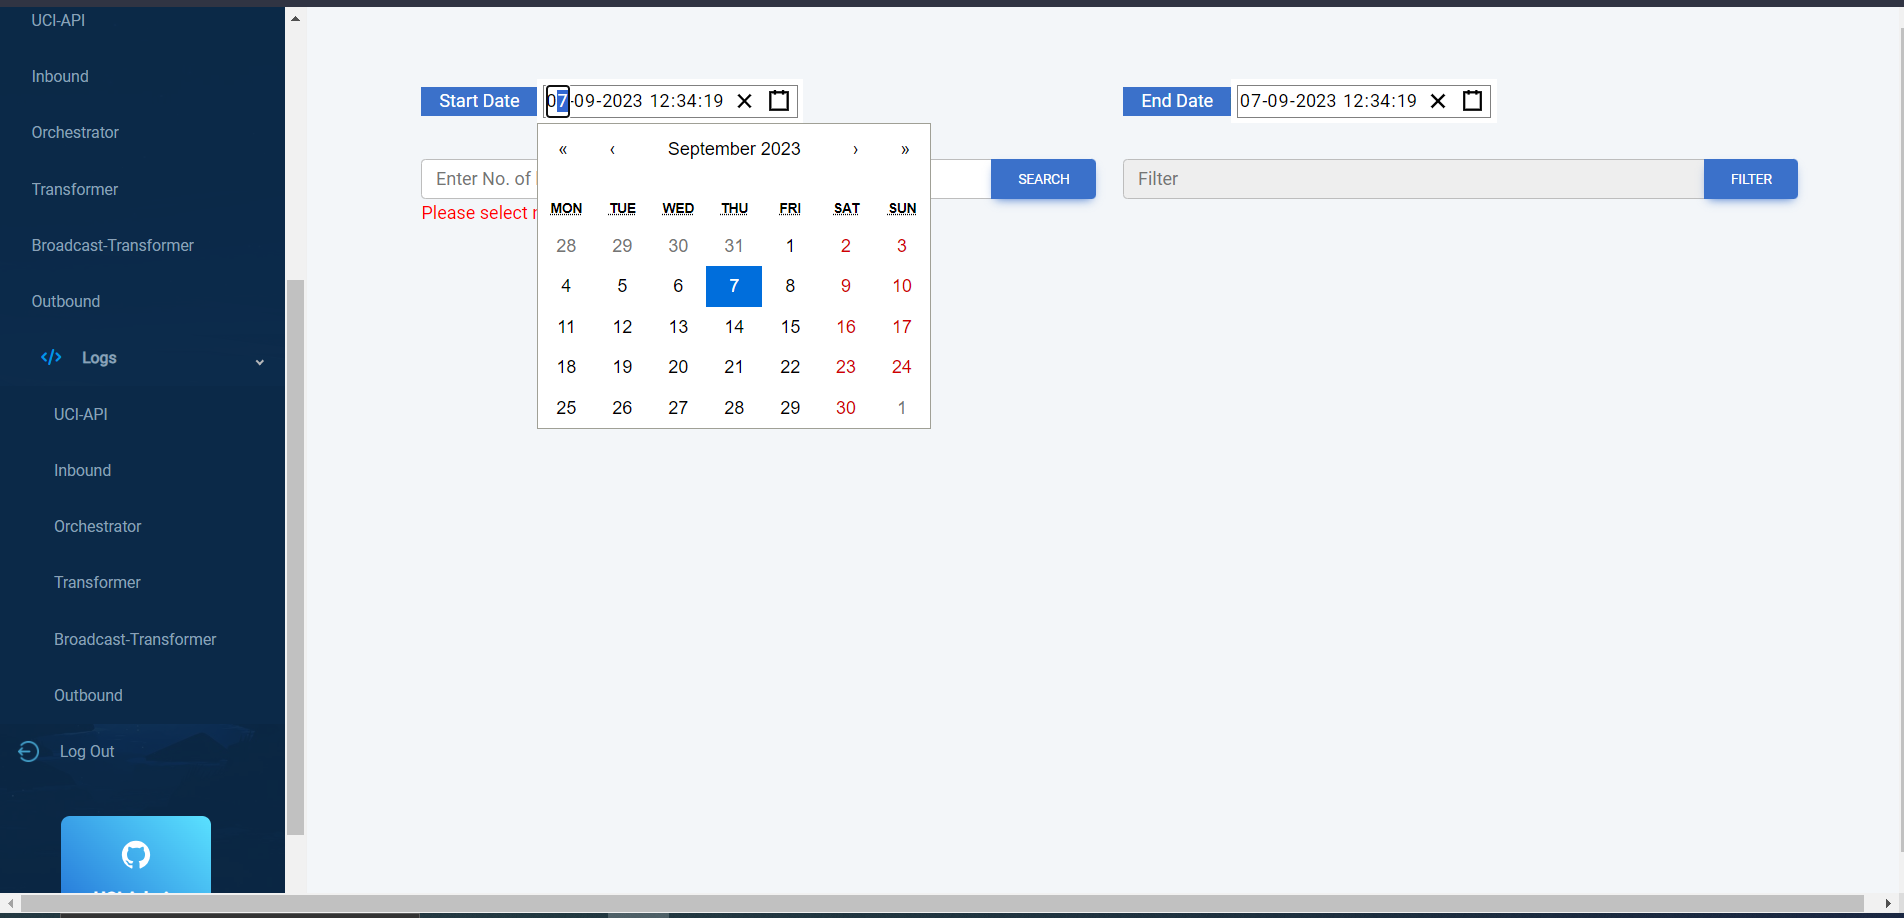 UCI-API
Inbound
Orchestrator
Transformer
Broadcast-Transformer
Outbound
Logs
UCI-API
Inbound
Orchestrator
Transformer
Broadcast-Transformer
Outbound
Log Out
Start Date 07-09-2023 12:34:19
End Date 07-09-2023 12:34:19
Enter No. of
SEARCH
Filter
FILTER
Please select
« ‹ September 2023 › »
MON TUE WED THU FRI SAT SUN
28 29 30 31 1 2 3
4 5 6 7 8 9 10
11 12 13 14 15 16 17
18 19 20 21 22 23 24
25 26 27 28 29 30 1